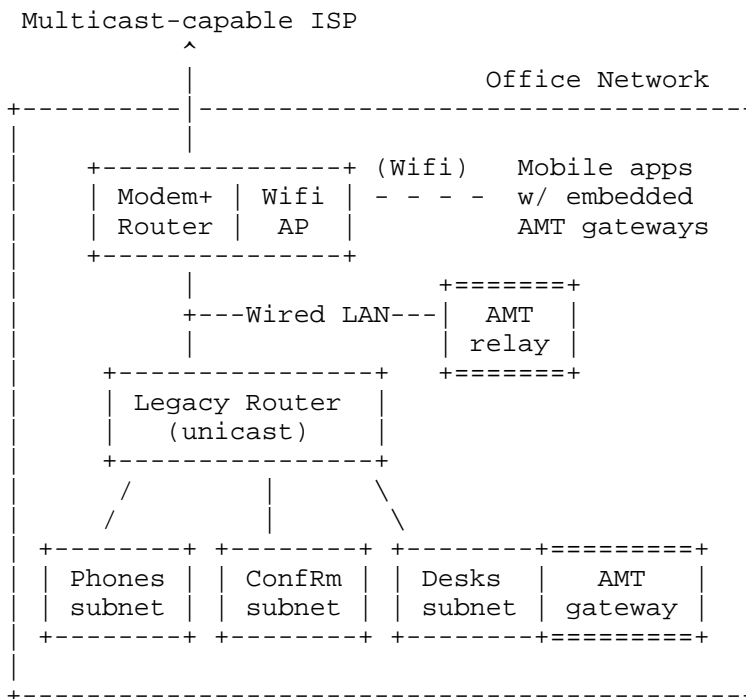 Multicast-capable ISP
Office Network
(Wifi) Mobile apps
Modem+ Wifi - - - - w/ embedded
Router AP AMT gateways
---Wired LAN--- AMT
relay
Legacy Router
(unicast)
Phones ConfRm Desks AMT
subnet subnet subnet gateway